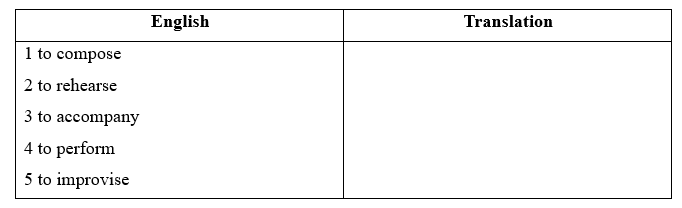 English Translation
1 to compose
2 to rehearse
3 to accompany
4 to perform
5 to improvise